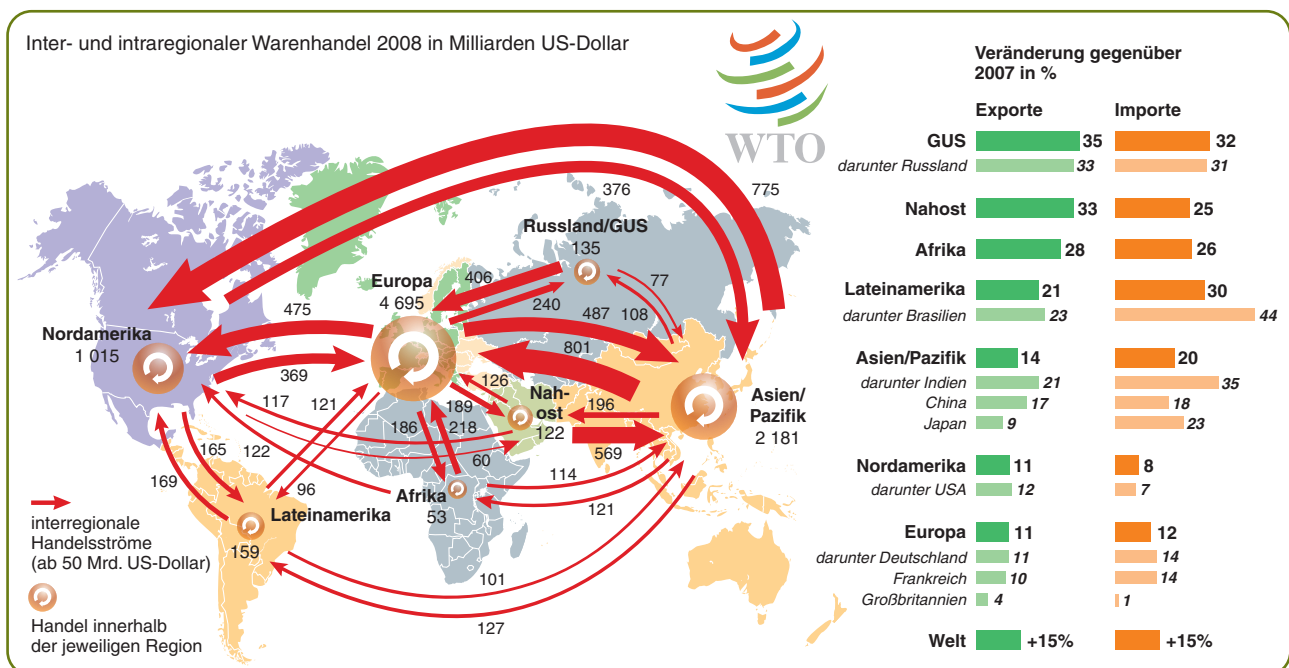 Inter- und intraregionaler Warenhandel 2008 in Milliarden US-Dollar
WTO
376
775
Russland/GUS
135
Europa
4 695
406
77
240
487
108
475
801
Nordamerika
1 015
369
126
117
121
189
Nah-
ost
122
196
Asien/
Pazifik
2 181
186
218
569
165
122
60
114
169
96
Afrika
53
121
Lateinamerika
159
101
127
interregionale
Handelsströme
(ab 50 Mrd. US-Dollar)
Handel innerhalb
der jeweiligen Region
Veränderung gegenüber
2007 in %
Exporte Importe
GUS 35 32
darunter Russland 33 31
Nahost 33 25
Afrika 28 26
Lateinamerika 21 30
darunter Brasilien 23 44
Asien/Pazifik 14 20
darunter Indien 21 35
China 17 18
Japan 9 23
Nordamerika 11 8
darunter USA 12 7
Europa 11 12
darunter Deutschland 11 14
Frankreich 10 14
Großbritannien 4 1
Welt +15% +15%